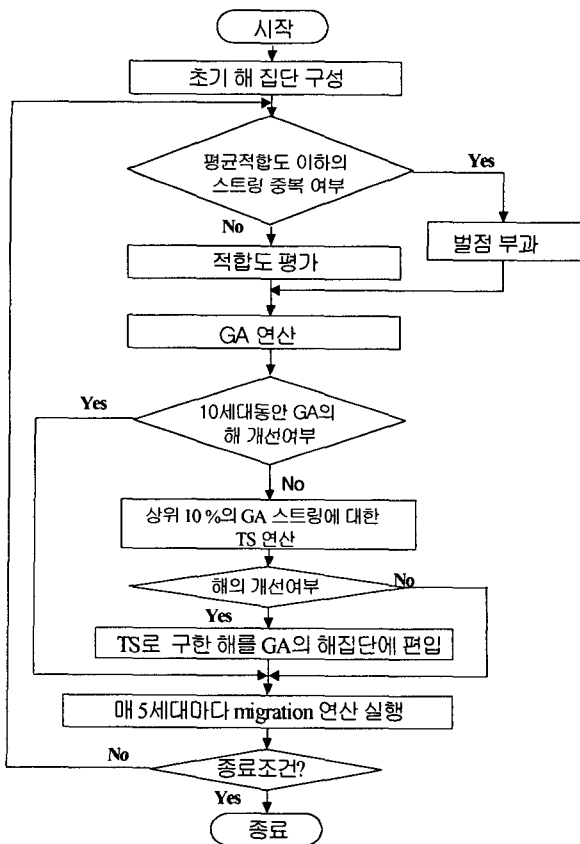 시작
초기 해 집단 구성
평균적합도 이하의
스트링 중복 여부
Yes
No
벌점 부과
적합도 평가
GA 연산
Yes
10세대동안 GA의
해 개선여부
No
상위 10 %의 GA 스트링에 대한
TS 연산
해의 개선여부
No
Yes
TS로 구한 해를 GA의 해집단에 편입
매 5세대마다 migration 연산 실행
No
종료조건?
Yes
종료